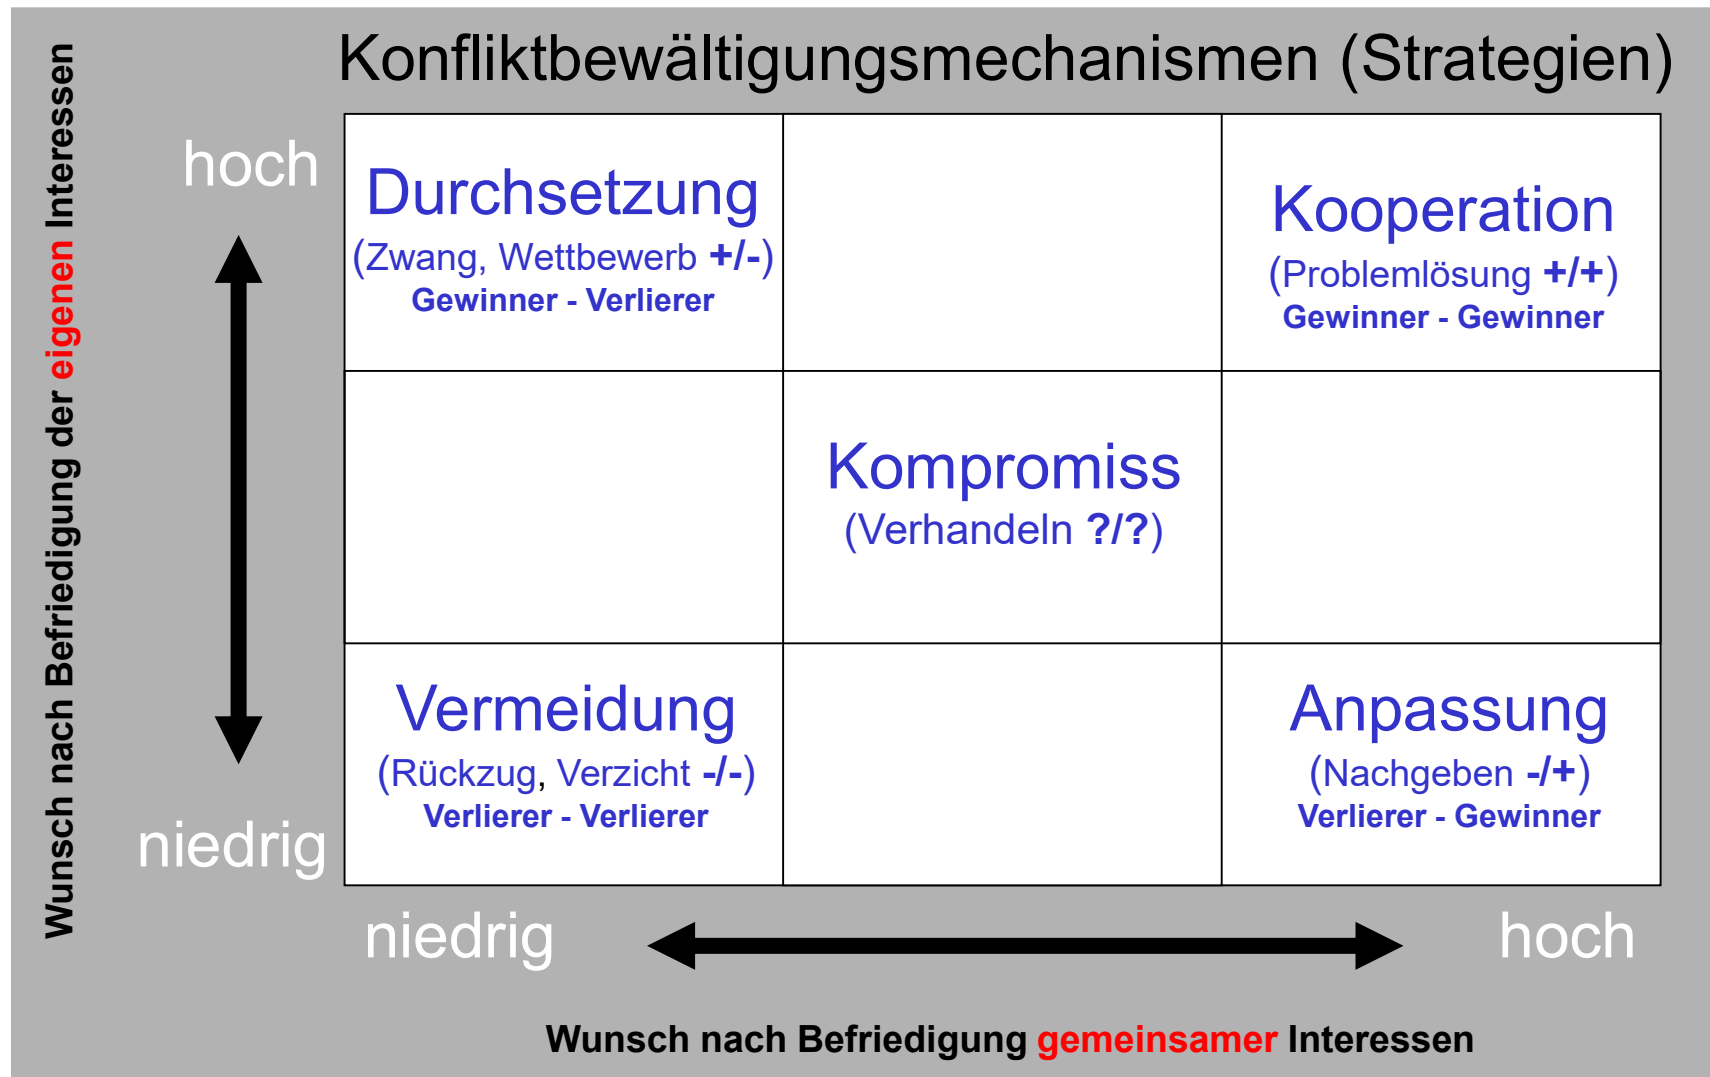 Konfliktbewältigungsmechanismen (Strategien)
Wunsch nach Befriedigung der eigenen Interessen
hoch
Durchsetzung
(Zwang, Wettbewerb +/-)
Gewinner - Verlierer
Kooperation
(Problemlösung +/+)
Gewinner - Gewinner
Kompromiss
(Verhandeln ?/?)
Vermeidung
(Rückzug, Verzicht -/-)
Verlierer - Verlierer
Anpassung
(Nachgeben -/+)
Verlierer - Gewinner
niedrig
niedrig
hoch
Wunsch nach Befriedigung gemeinsamer Interessen